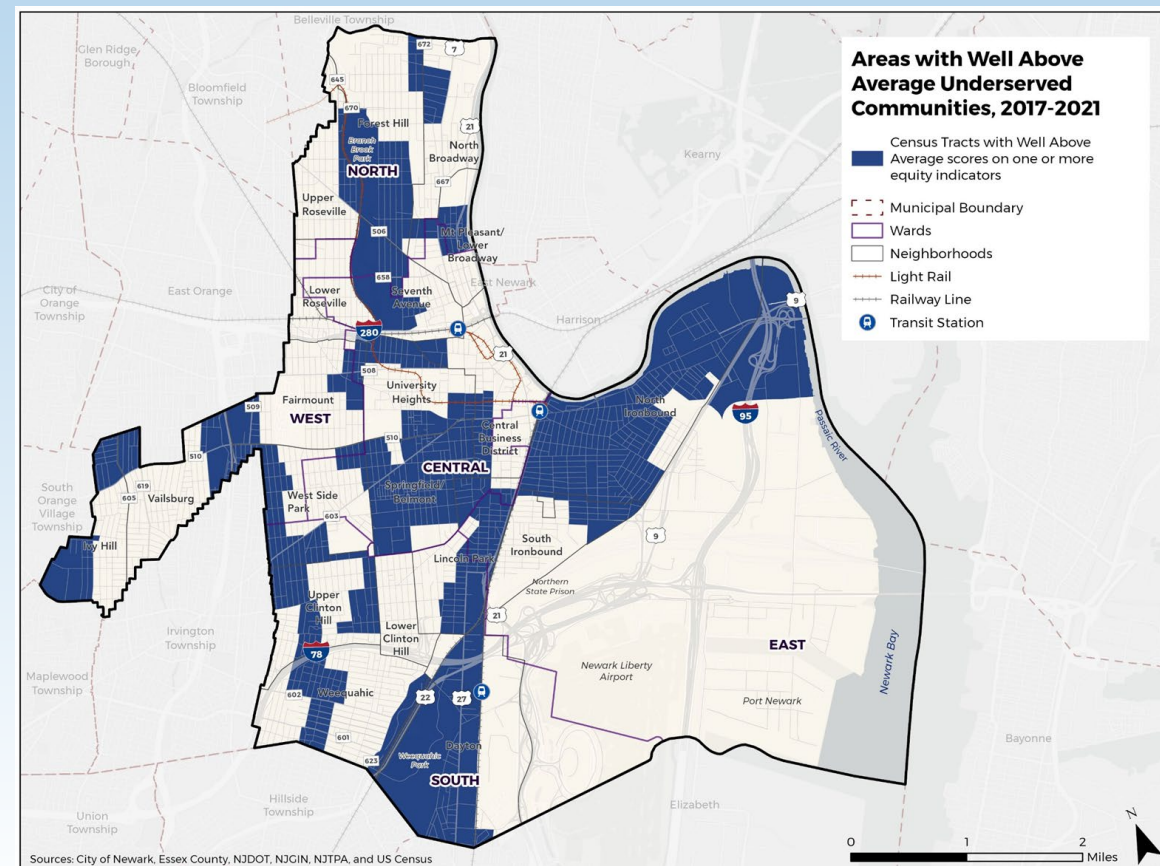 Areas with Well Above
Average Underserved
Communities, 2017-2021
Census Tracts with Well Above
Average scores on one or more
equity indicators
Municipal Boundary
Wards
Neighborhoods
Light Rail
Railway Line
Transit Station
Belleville Township
Glen Ridge
Borough
672
7
645
Bloomfield
Township
670
Forest Hill
21
Branch
Brook
Park
North
Broadway
Kearny
NORTH
667
Upper
Roseville
506
Mt Pleasant/
Lower
Broadway
658
East Newark
City of
Orange
Township
East Orange
Lower
Roseville
Seventh
Avenue
9
Harrison
280
21
508
University
Heights
Fairmount
509
North
Ironbound
95
WEST
Central
Business
District
Passaic River
510
510
CENTRAL
619
605
Vailsburg
South
Orange
Village
Township
Springfield/
Belmont
West Side
Park
603
9
South
Ironbound
Ivy Hill
Lincoln Park
Northern
State Prison
Upper
Clinton
Hill
21
Irvington
Township
Lower
Clinton
Hill
EAST
78
Newark Liberty
Airport
Newark Bay
Maplewood
Township
602
Weequahic
22
27
Port Newark
601
Dayton
Bayonne
623
Weequahic
Park
SOUTH
Hillside
Township
Elizabeth
Union
Township
N
0 1 2
Miles
Sources: City of Newark, Essex County, NJDOT, NJGIN, NJTPA, and US Census